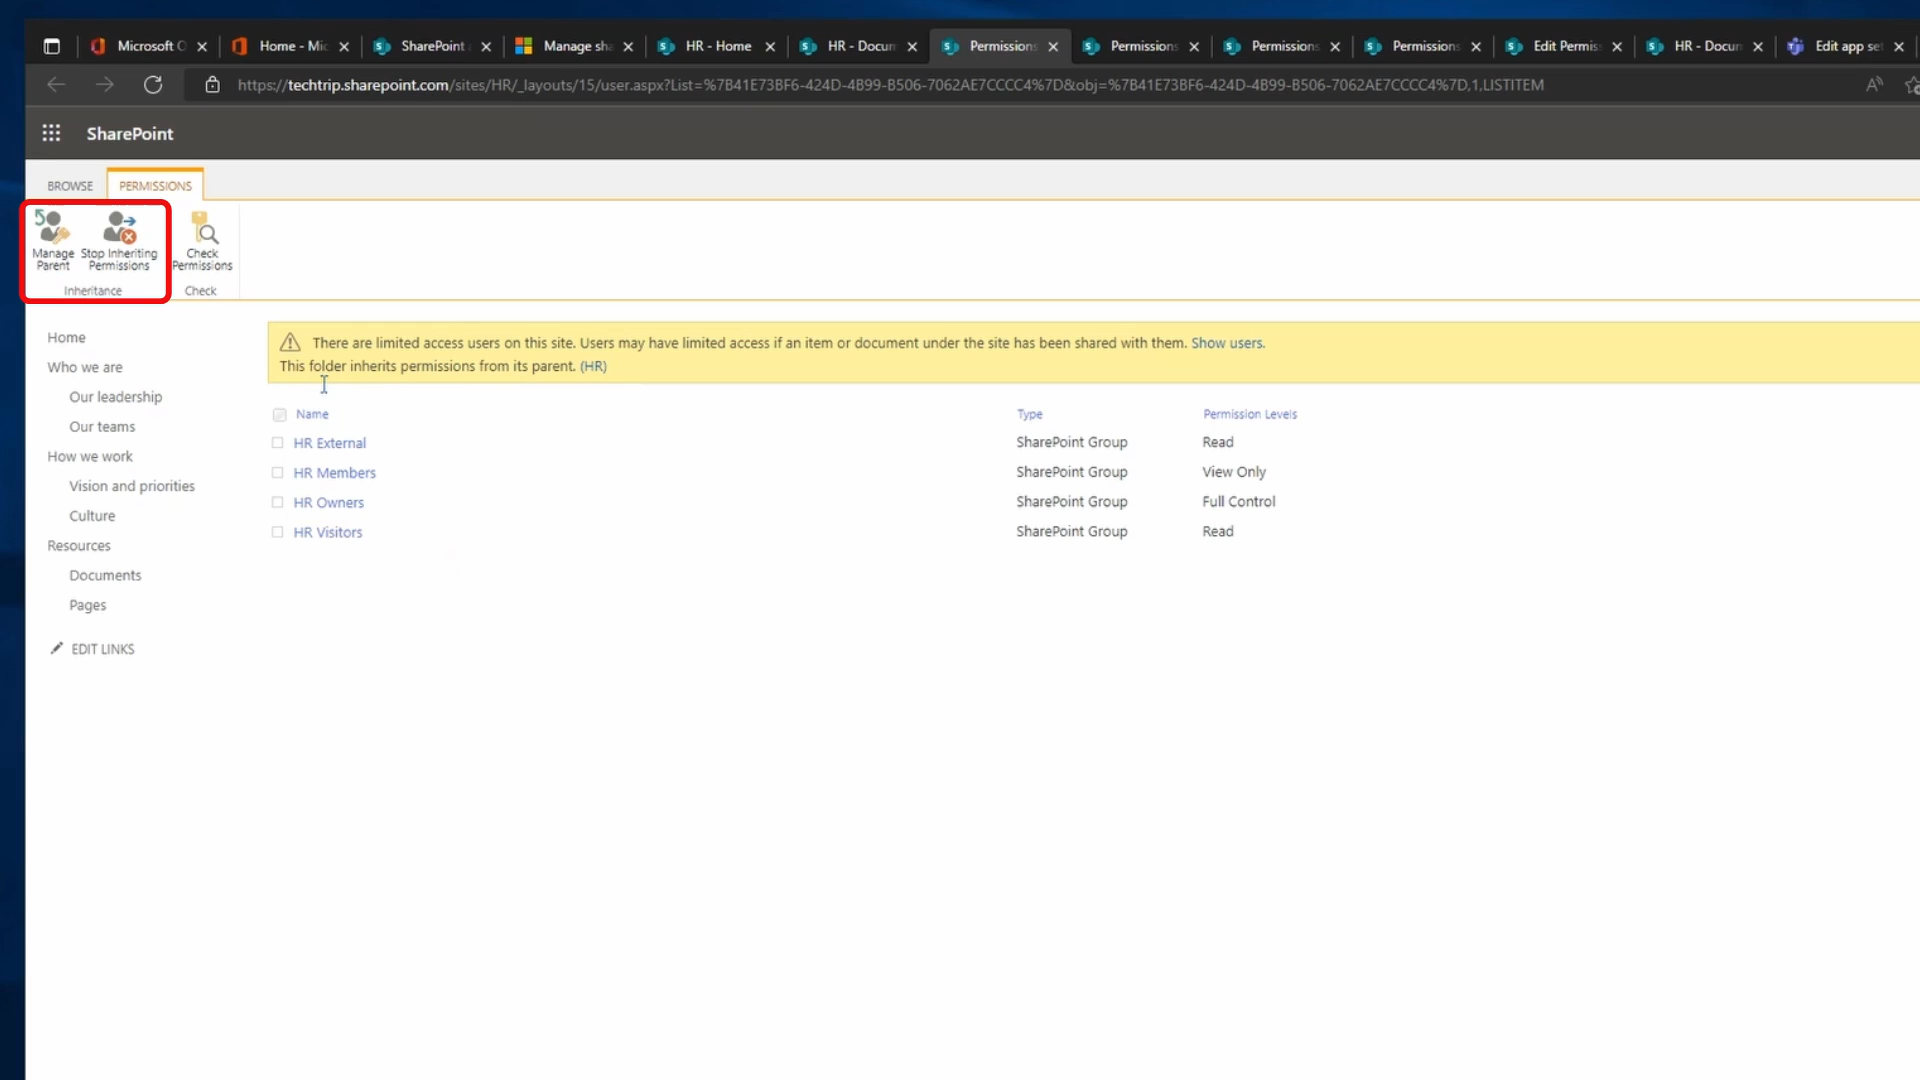 Microsoft O
Home - Mic
SharePoint
Manage sha
HR - Home
HR - Docum
Permissions
Permissions
Permissions
Permissions
Edit Permis
HR - Docum
Edit app set
https://techtrip.sharepoint.com/sites/HR/_layouts/15/user.aspx?List=%7B41E73BF6-424D-4B99-B506-7062AE7CCCC4%7D&obj=%7B41E73BF6-424D-4B99-B506-7062AE7CCCC4%7D,1,LISTITEM
SharePoint
BROWSE PERMISSIONS
Manage Parent
Stop Inheriting Permissions
Check Permissions
Inheritance
Check
Home
Who we are
Our leadership
Our teams
How we work
Vision and priorities
Culture
Resources
Documents
Pages
EDIT LINKS
There are limited access users on this site. Users may have limited access if an item or document under the site has been shared with them. Show users.
This folder inherits permissions from its parent. (HR)
Name Type Permission Levels
HR External SharePoint Group Read
HR Members SharePoint Group View Only
HR Owners SharePoint Group Full Control
HR Visitors SharePoint Group Read